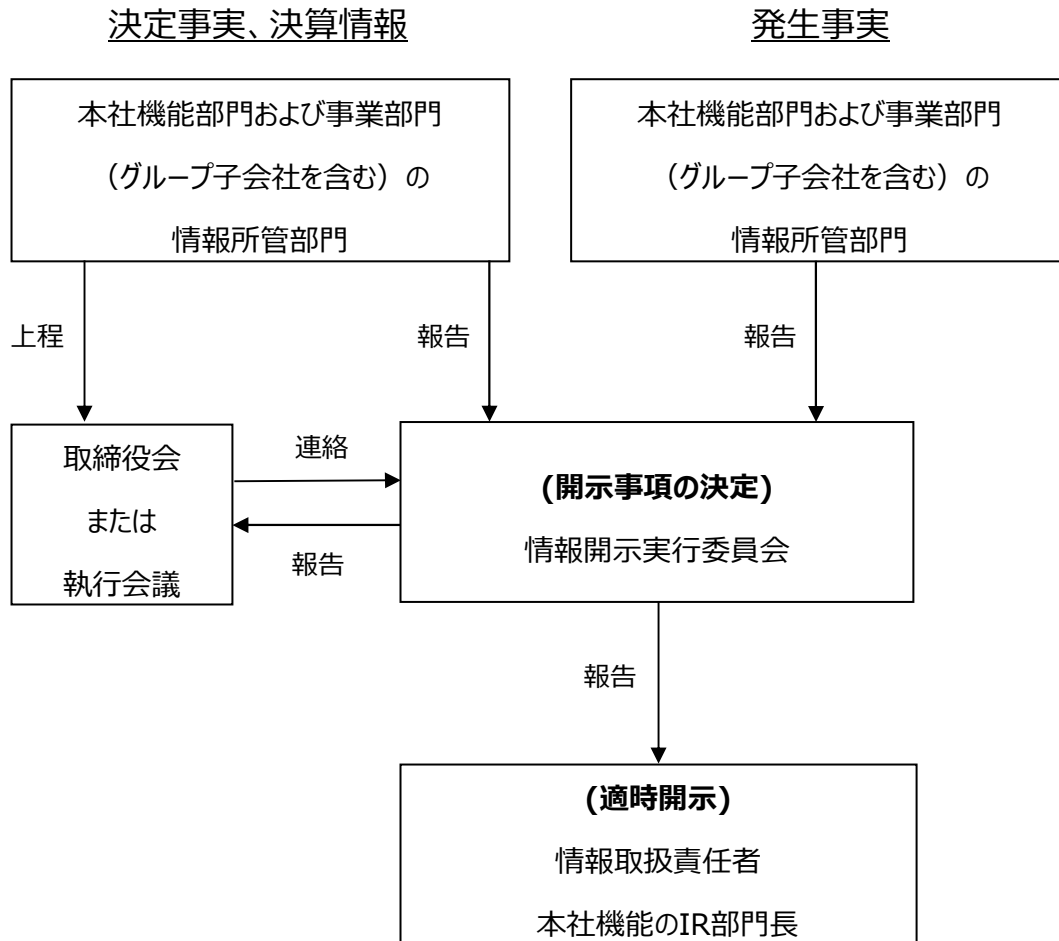 決定事実、決算情報
発生事実
本社機能部門および事業部門
（グループ子会社を含む）の
情報所管部門
本社機能部門および事業部門
（グループ子会社を含む）の
情報所管部門
上程
報告
報告
取締役会
または
執行会議
連絡
報告
(開示事項の決定)
情報開示実行委員会
報告
(適時開示)
情報取扱責任者
本社機能のIR部門長